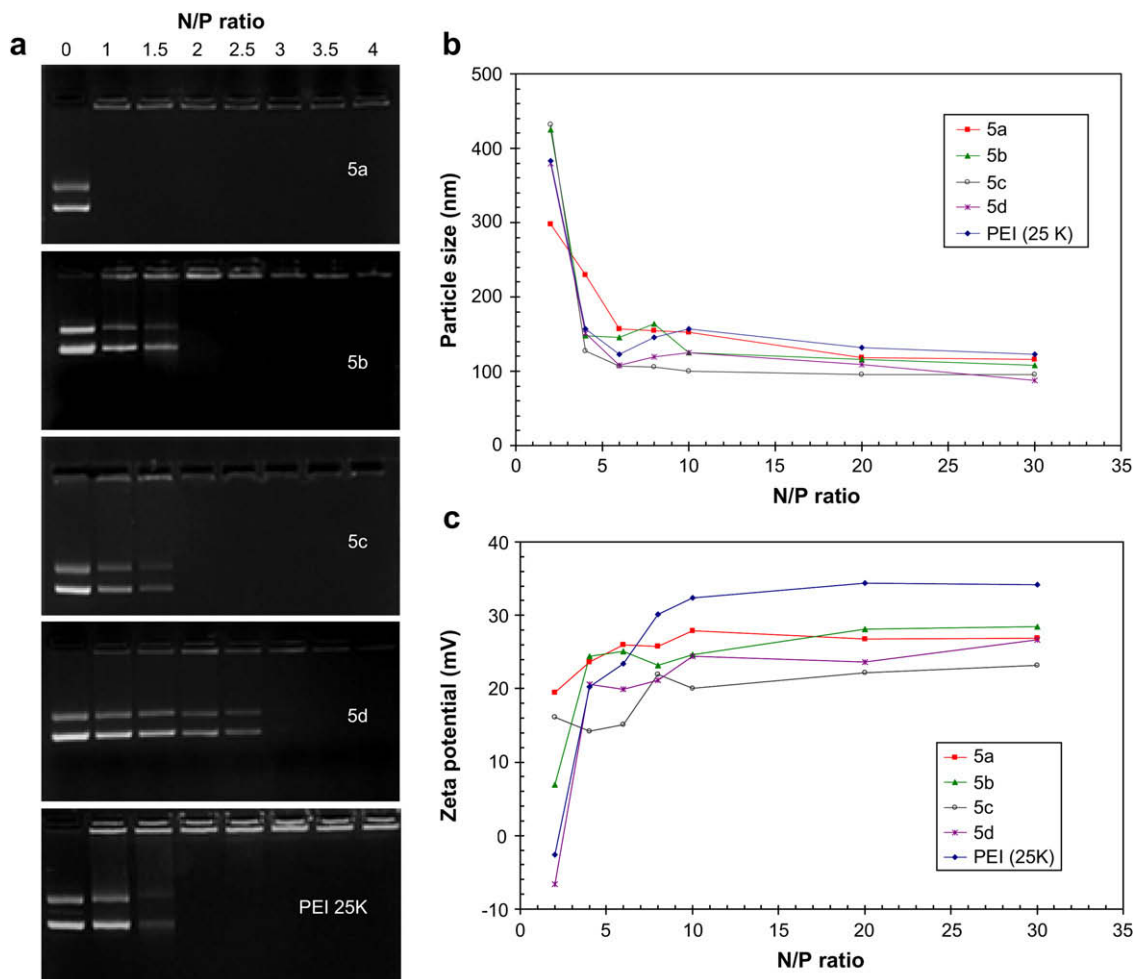 a
N/P ratio
0 1 1.5 2 2.5 3 3.5 4
5a
5b
5c
5d
PEI 25K
b
500
400
300
200
100
0
Particle size (nm)
0 5 10 15 20 25 30 35
N/P ratio
5a
5b
5c
5d
PEI (25 K)
c
40
30
20
10
0
-10
Zeta potential (mV)
0 5 10 15 20 25 30 35
N/P ratio
5a
5b
5c
5d
PEI (25K)